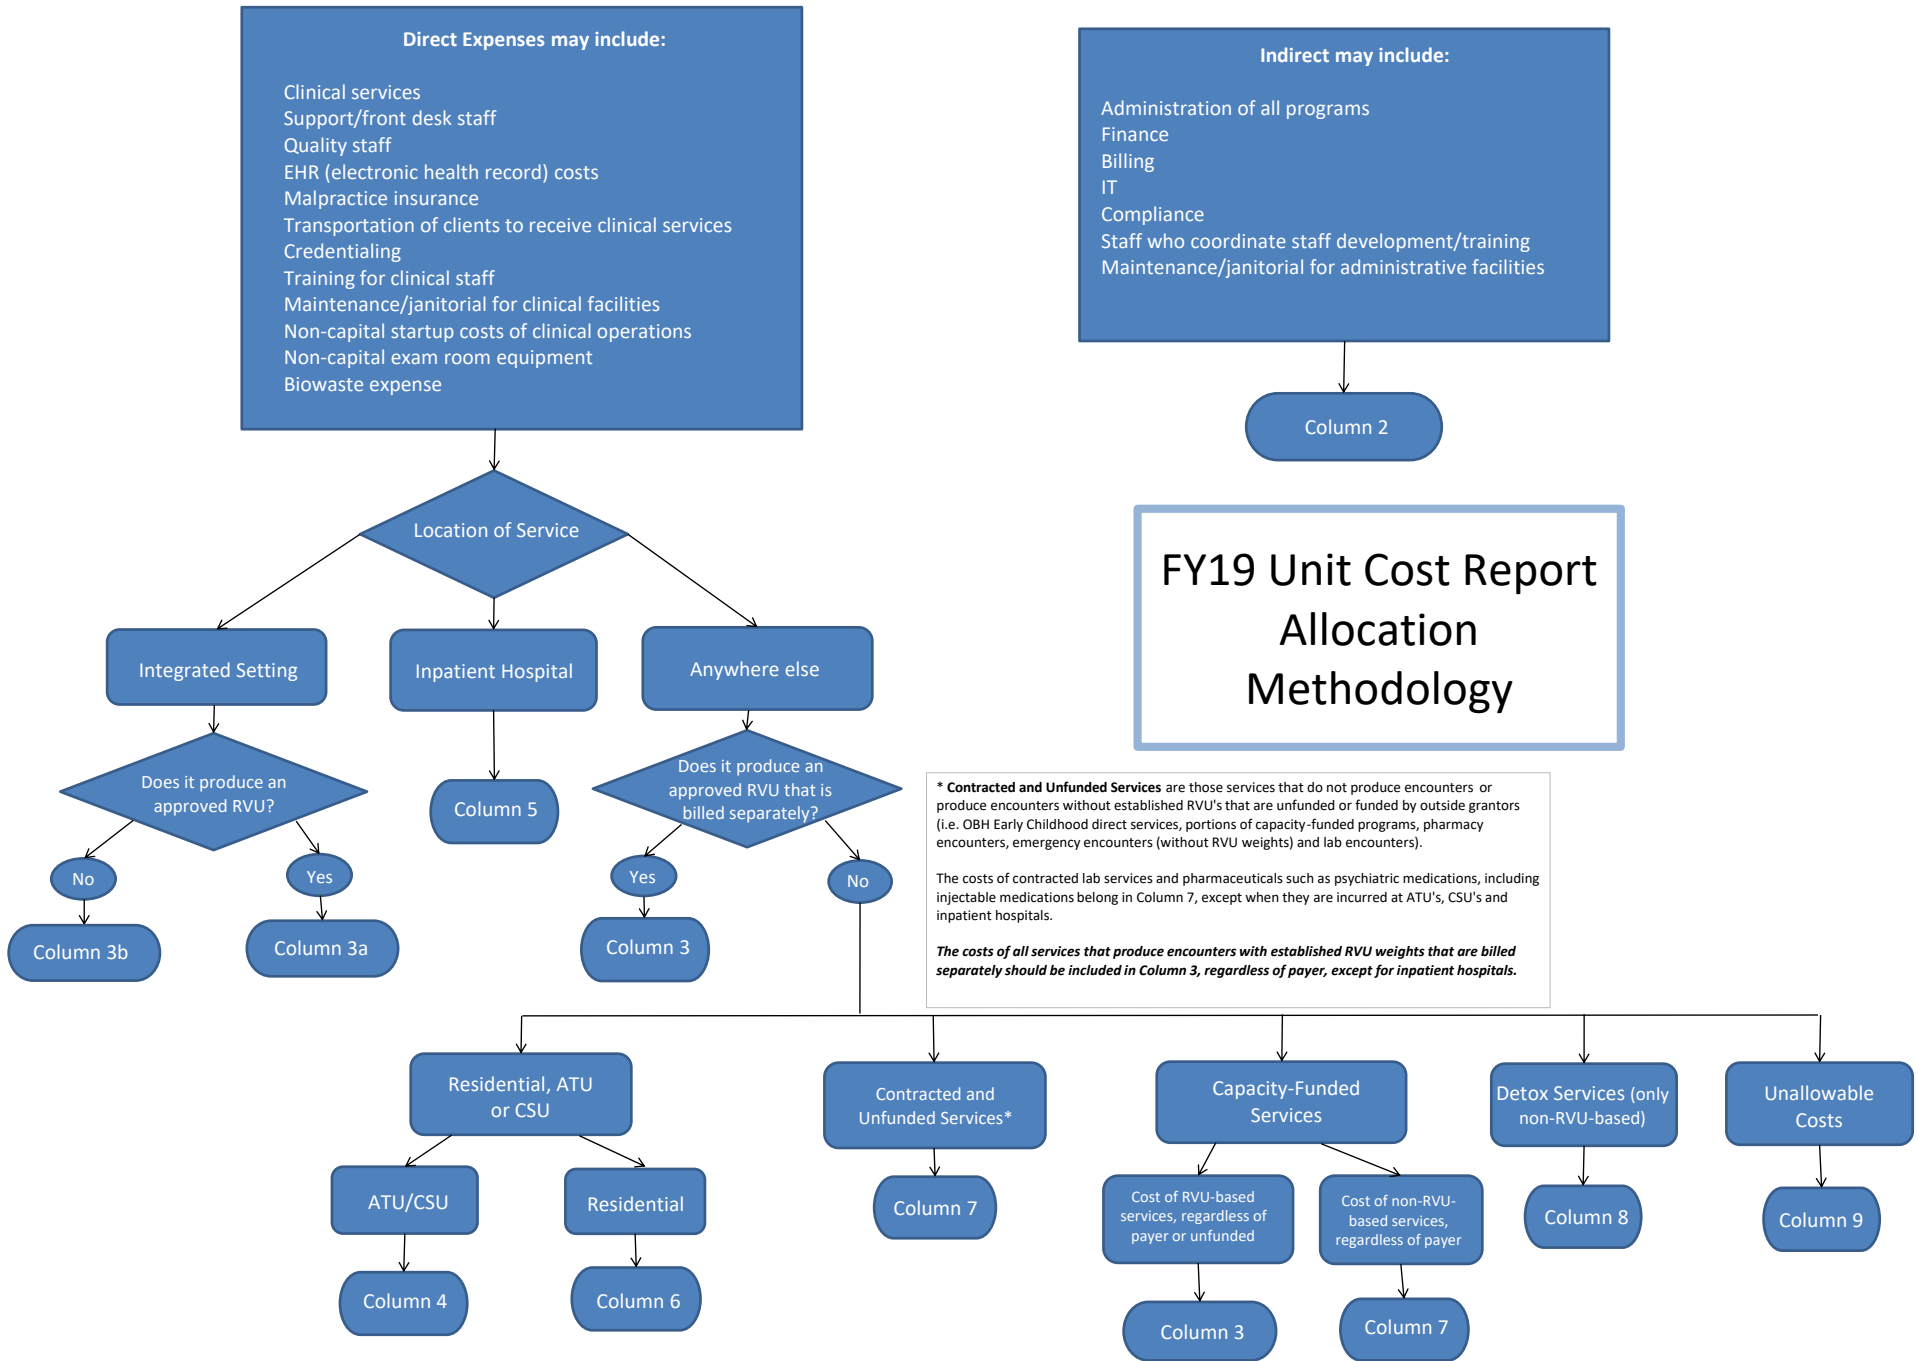 Direct Expenses may include:
Clinical services
Support/front desk staff
Quality staff
EHR (electronic health record) costs
Malpractice insurance
Transportation of clients to receive clinical services
Credentialing
Training for clinical staff
Maintenance/janitorial for clinical facilities
Non-capital startup costs of clinical operations
Non-capital exam room equipment
Biowaste expense
Indirect may include:
Administration of all programs
Finance
Billing
IT
Compliance
Staff who coordinate staff development/training
Maintenance/janitorial for administrative facilities
Column 2
FY19 Unit Cost Report
Allocation
Methodology
Location of Service
Integrated Setting
Inpatient Hospital
Anywhere else
Does it produce an
approved RVU?
Column 5
Does it produce an
approved RVU that is
billed separately?
No
Yes
Yes
No
Column 3b
Column 3a
Column 3
* Contracted and Unfunded Services are those services that do not produce encounters or
produce encounters without established RVU's that are unfunded or funded by outside grantors
(i.e. OBH Early Childhood direct services, portions of capacity-funded programs, pharmacy
encounters, emergency encounters (without RVU weights) and lab encounters).
The costs of contracted lab services and pharmaceuticals such as psychiatric medications, including
injectable medications belong in Column 7, except when they are incurred at ATU's, CSU's and
inpatient hospitals.
The costs of all services that produce encounters with established RVU weights that are billed
separately should be included in Column 3, regardless of payer, except for inpatient hospitals.
Residential, ATU
or CSU
Contracted and
Unfunded Services*
Capacity-Funded
Services
Detox Services (only
non-RVU-based)
Unallowable
Costs
ATU/CSU
Residential
Column 7
Cost of RVU-based
services, regardless of
payer or unfunded
Cost of non-RVU-
based services,
regardless of payer
Column 8
Column 9
Column 4
Column 6
Column 3
Column 7